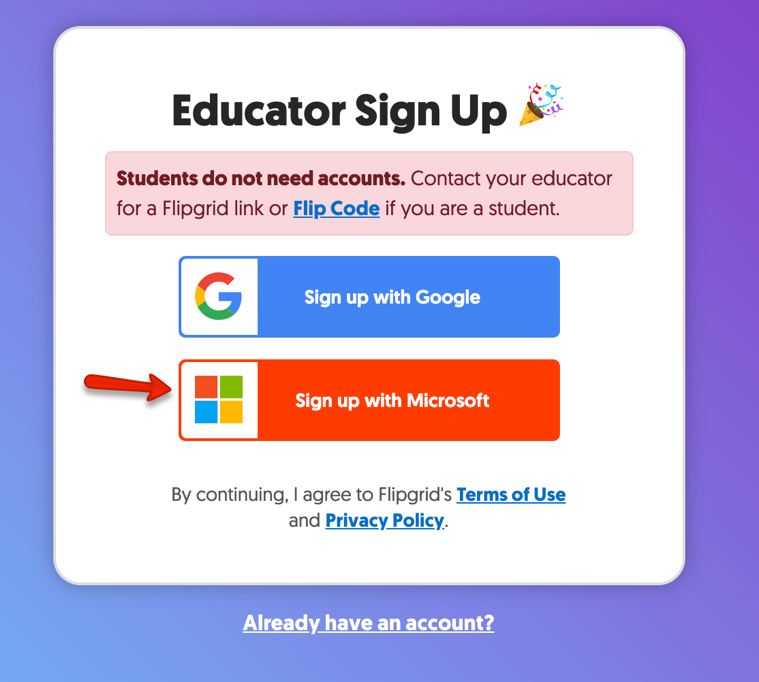 Educator Sign Up 🎉
Students do not need accounts. Contact your educator
for a Flipgrid link or Flip Code if you are a student.
Sign up with Google
Sign up with Microsoft
By continuing, I agree to Flipgrid's Terms of Use
and Privacy Policy.
Already have an account?